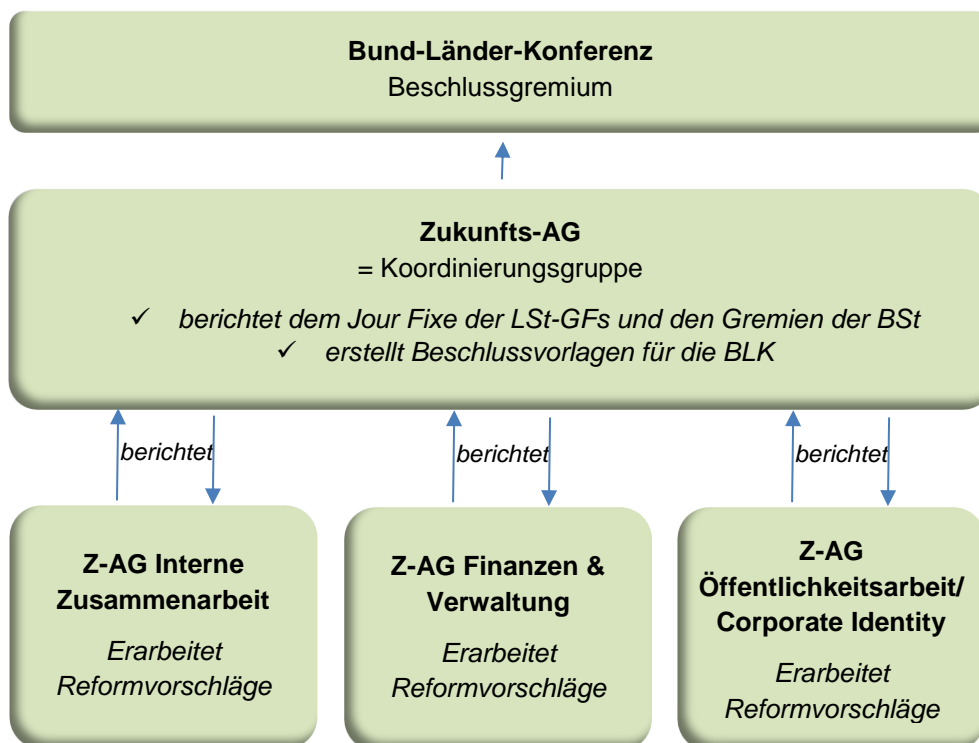 Bund-Länder-Konferenz
Beschlussgremium
Zukunfts-AG
= Koordinierungsgruppe
✓ berichtet dem Jour Fixe der LSt-GFs und den Gremien der BSt
✓ erstellt Beschlussvorlagen für die BLK
berichtet
berichtet
berichtet
Z-AG Interne
Zusammenarbeit
Erarbeitet
Reformvorschläge
Z-AG Finanzen &
Verwaltung
Erarbeitet
Reformvorschläge
Z-AG
Öffentlichkeitsarbeit/
Corporate Identity
Erarbeitet
Reformvorschläge